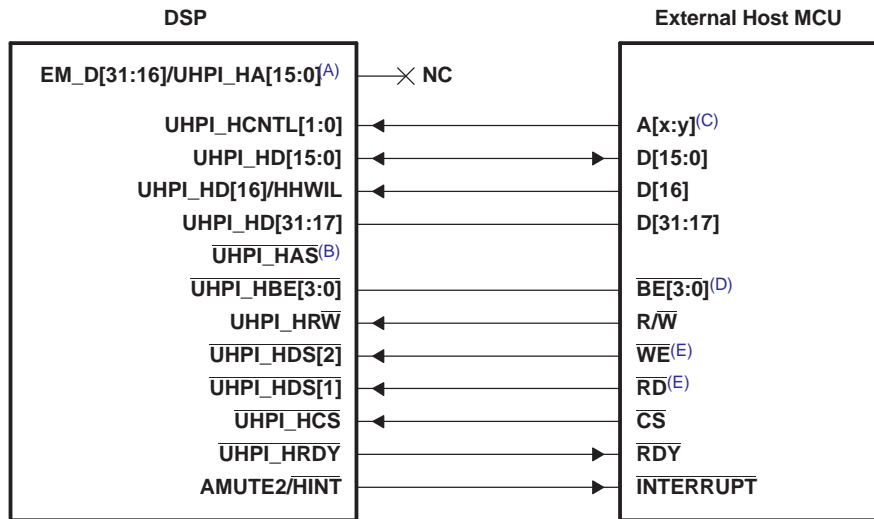 DSP External Host MCU
EM_D[31:16]/UHPI_HA[15:0](A) NC
UHPI_HCNTL[1:0] A[x:y](C)
UHPI_HD[15:0] D[15:0]
UHPI_HD[16]/HHWIL D[16]
UHPI_HD[31:17] D[31:17]
UHPI_HAS(B)
UHPI_HBE[3:0] BE[3:0](D)
UHPI_HRW R/W
UHPI_HDS[2] WE(E)
UHPI_HDS[1] RD(E)
UHPI_HCS CS
UHPI_HRDY RDY
AMUTE2/HINT INTERRUPT